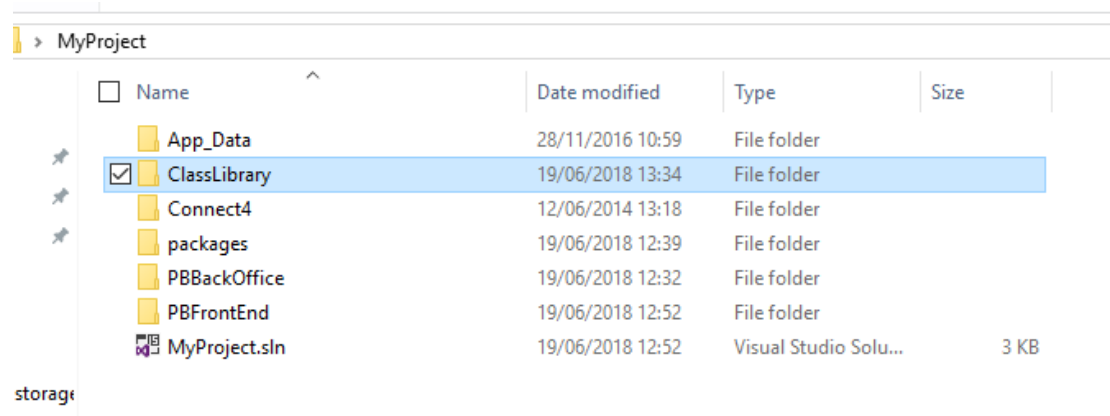 > MyProject
Name Date modified Type Size
App_Data 28/11/2016 10:59 File folder
ClassLibrary 19/06/2018 13:34 File folder
Connect4 12/06/2014 13:18 File folder
packages 19/06/2018 12:39 File folder
PBBackOffice 19/06/2018 12:32 File folder
PBFrontEnd 19/06/2018 12:52 File folder
MyProject.sln 19/06/2018 12:52 Visual Studio Solu... 3 KB
storage